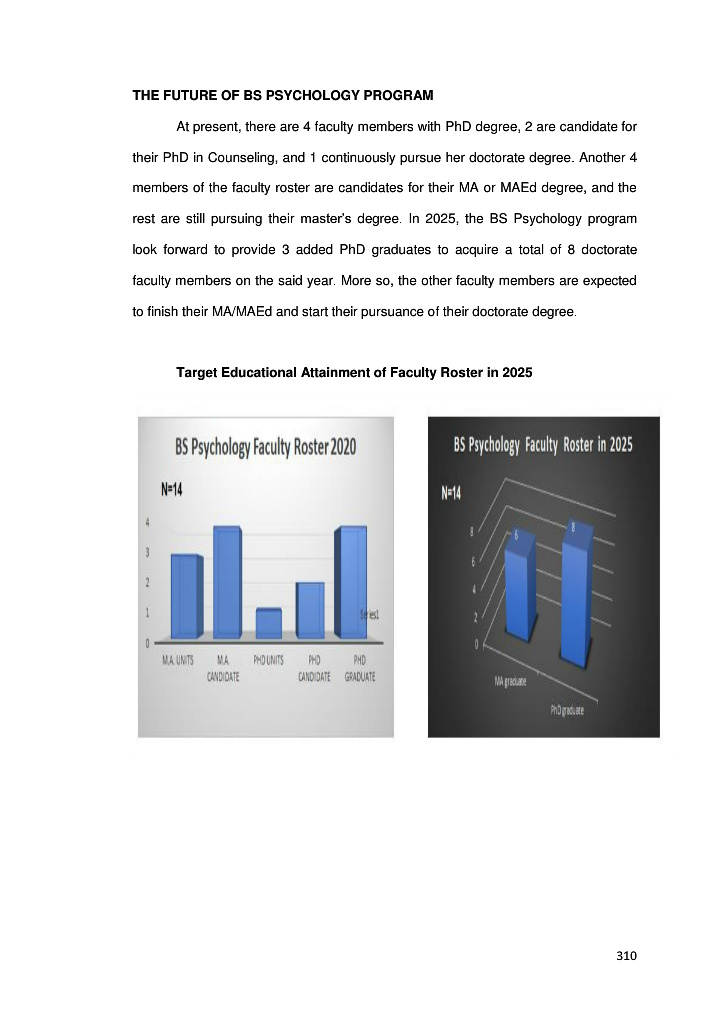 THE FUTURE OF BS PSYCHOLOGY PROGRAM
At present, there are 4 faculty members with PhD degree, 2 are candidate for
their PhD in Counseling, and 1 continuously pursue her doctorate degree. Another 4
members of the faculty roster are candidates for their MA or MAEd degree, and the
rest are still pursuing their master's degree. In 2025, the BS Psychology program
look forward to provide 3 added PhD graduates to acquire a total of 8 doctorate
faculty members on the said year. More so, the other faculty members are expected
to finish their MA/MAEd and start their pursuance of their doctorate degree.
Target Educational Attainment of Faculty Roster in 2025
BS Psychology Faculty Roster 2020
N=14
4
3
2
1
0
Series1
M.A. UNITS
M.A. CANDIDATE
PHD UNITS
PHD CANDIDATE
PHD GRADUATE
BS Psychology Faculty Roster in 2025
N=14
8
6
4
2
0
6
8
MA graduate
PhD graduate
310